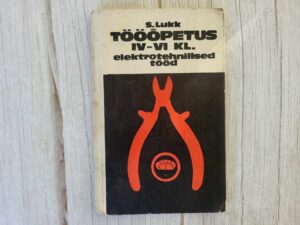 S. Lukk
TÖÖÕPETUS
IV-VI KL.
elektrotehnilised
tööd